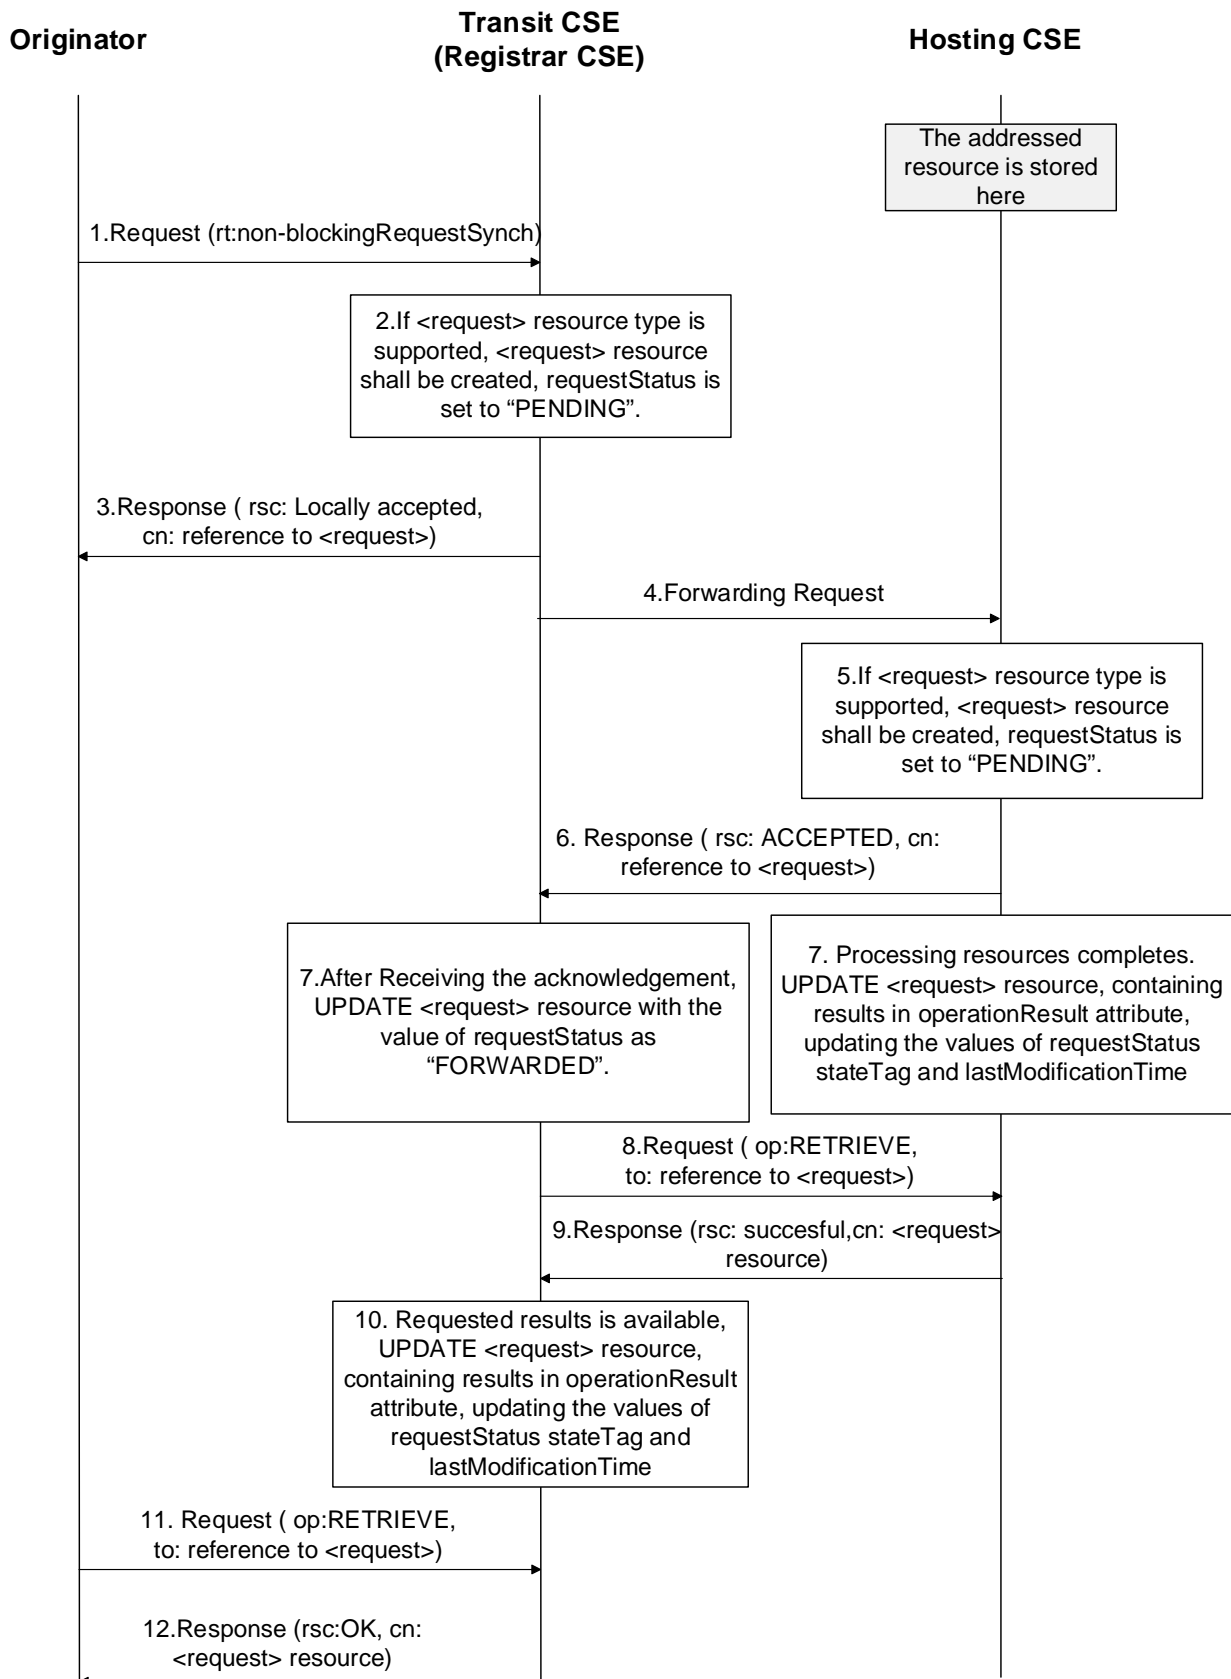 Originator
Transit CSE
(Registrar CSE)
Hosting CSE
The addressed
resource is stored
here
1.Request (rt:non-blockingRequestSynch)
2.If <request> resource type is
supported, <request> resource
shall be created, requestStatus is
set to “PENDING”.
3.Response ( rsc: Locally accepted,
cn: reference to <request>)
4.Forwarding Request
5.If <request> resource type is
supported, <request> resource
shall be created, requestStatus is
set to “PENDING”.
6. Response ( rsc: ACCEPTED, cn:
reference to <request>)
7.After Receiving the acknowledgement,
UPDATE <request> resource with the
value of requestStatus as
“FORWARDED”.
7. Processing resources completes.
UPDATE <request> resource, containing
results in operationResult attribute,
updating the values of requestStatus
stateTag and lastModificationTime
8.Request ( op:RETRIEVE,
to: reference to <request>)
9.Response (rsc: succesful,cn: <request>
resource)
10. Requested results is available,
UPDATE <request> resource,
containing results in operationResult
attribute, updating the values of
requestStatus stateTag and
lastModificationTime
11. Request ( op:RETRIEVE,
to: reference to <request>)
12.Response (rsc:OK, cn:
<request> resource)